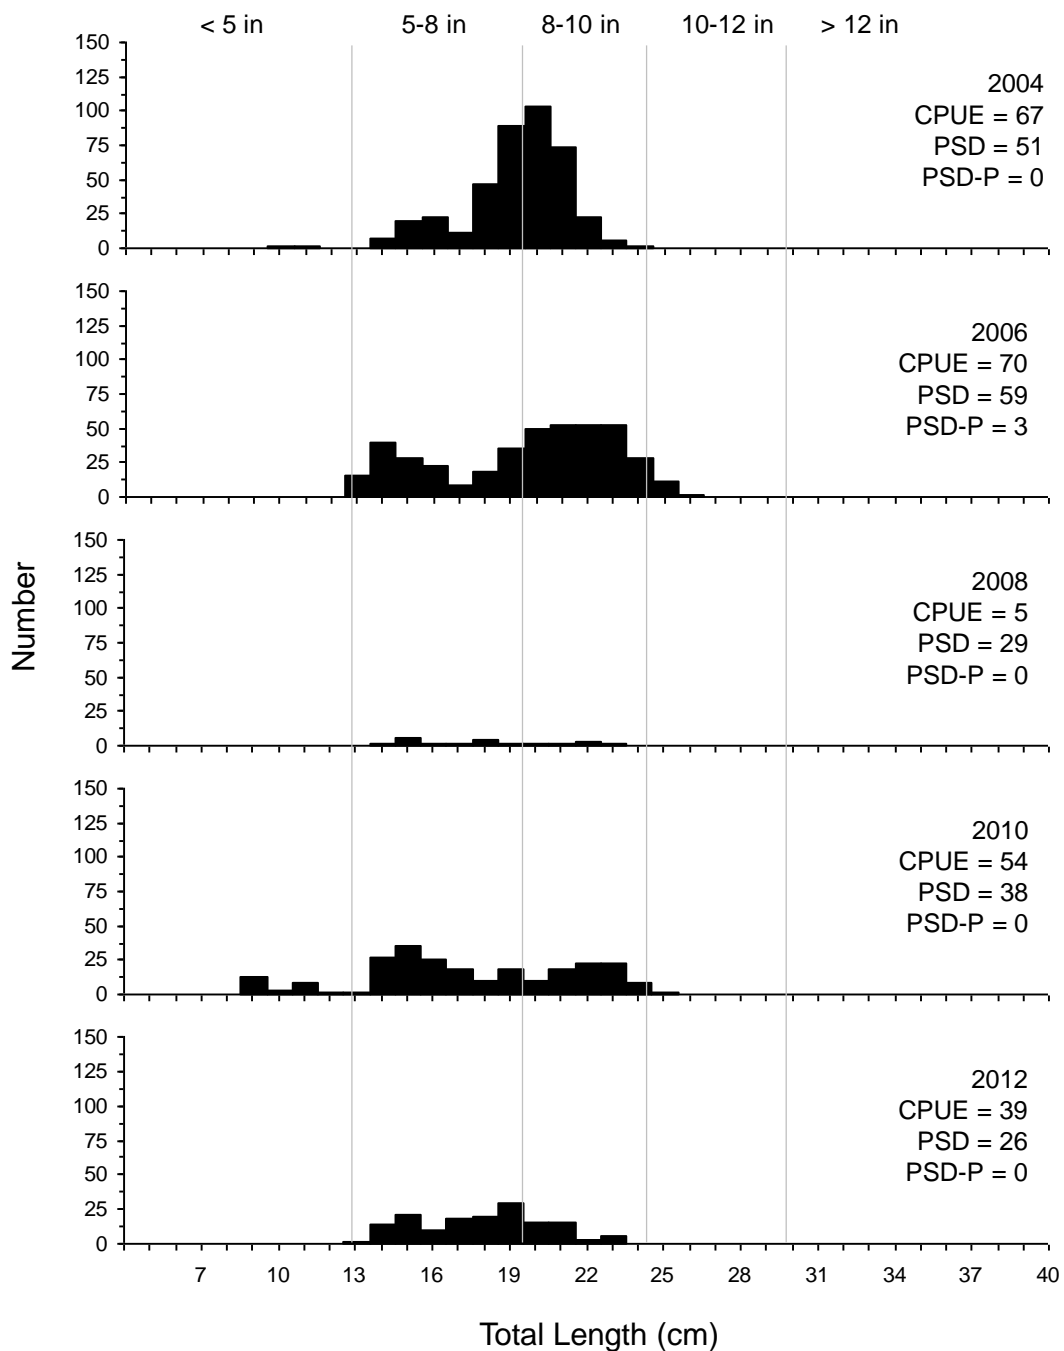 < 5 in 5-8 in 8-10 in 10-12 in > 12 in
150
125
100
75
50
25
0
2004
CPUE = 67
PSD = 51
PSD-P = 0
150
125
100
75
50
25
0
2006
CPUE = 70
PSD = 59
PSD-P = 3
Number
150
125
100
75
50
25
0
2008
CPUE = 5
PSD = 29
PSD-P = 0
150
125
100
75
50
25
0
2010
CPUE = 54
PSD = 38
PSD-P = 0
150
125
100
75
50
25
0
2012
CPUE = 39
PSD = 26
PSD-P = 0
7 10 13 16 19 22 25 28 31 34 37 40
Total Length (cm)